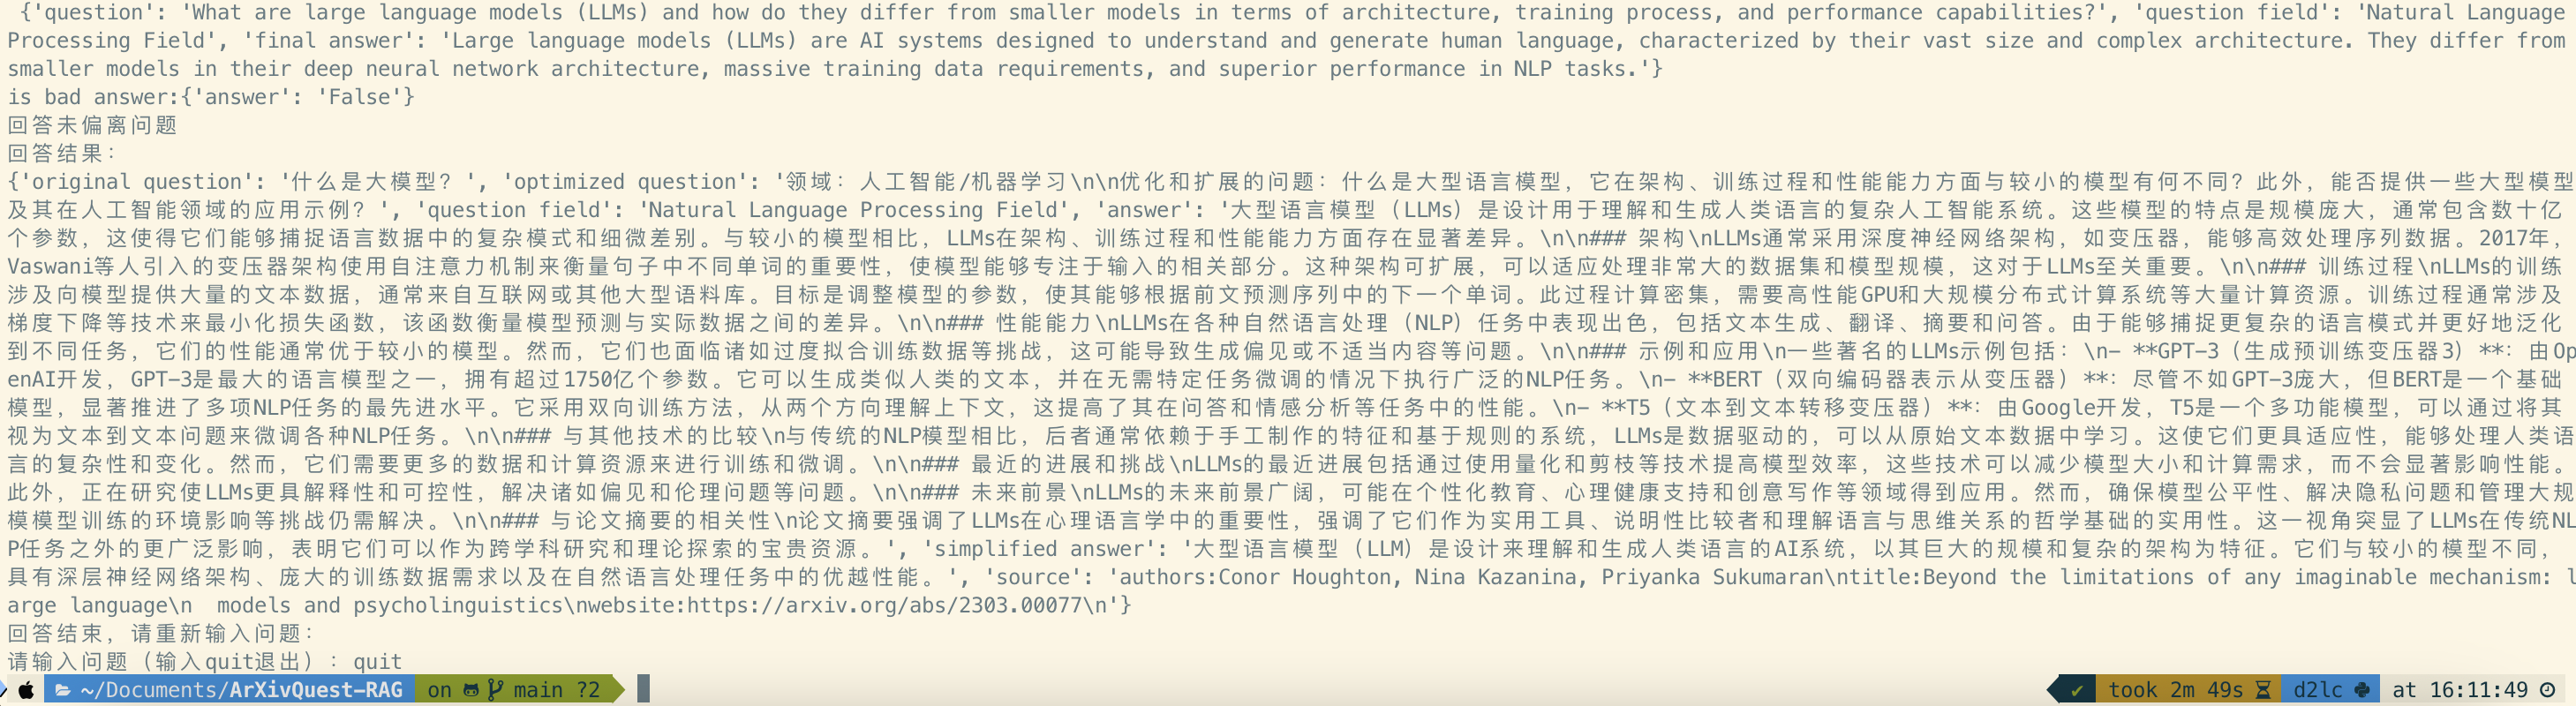 {'question': 'What are large language models (LLMs) and how do they differ from smaller models in terms of architecture, training process, and performance capabilities?', 'question field': 'Natural Language
Processing Field', 'final answer': 'Large language models (LLMs) are AI systems designed to understand and generate human language, characterized by their vast size and complex architecture. They differ from
smaller models in their deep neural network architecture, massive training data requirements, and superior performance in NLP tasks.'}
is bad answer:{'answer': 'False'}
回答未偏离问题
回答结果:
{'original question': '什么是大模型？', 'optimized question': '领域：人工智能/机器学习\n\n优化和扩展的问题：什么是大型语言模型，它在架构、训练过程和性能能力方面与较小的模型有何不同？此外，能否提供一些大型模型
及其在人工智能领域的应用示例？', 'question field': 'Natural Language Processing Field', 'answer': '大型语言模型（LLMs）是设计用于理解和生成人类语言的复杂人工智能系统。这些模型的特点是规模庞大，通常包含数十亿
个参数，这使得它们能够捕捉语言数据中的复杂模式和细微差别。与较小的模型相比，LLMs在架构、训练过程和性能能力方面存在显著差异。\n\n### 架构\nLLMs通常采用深度神经网络架构，如变压器，能够高效处理序列数据。2017年，
Vaswani等人引入的变压器架构使用自注意力机制来衡量句子中不同单词的重要性，使模型能够专注于输入的相关部分。这种架构可扩展，可以适应处理非常大的数据集和模型规模，这对于LLMs至关重要。\n\n### 训练过程\nLLMs的训练
涉及向模型提供大量的文本数据，通常来自互联网或其他大型语料库。目标是调整模型的参数，使其能够根据前文预测序列中的下一个单词。此过程计算密集，需要高性能GPU和大规模分布式计算系统等大量计算资源。训练过程通常涉及
梯度下降等技术来最小化损失函数，该函数衡量模型预测与实际数据之间的差异。\n\n### 性能能力\nLLMs在各种自然语言处理（NLP）任务中表现出色，包括文本生成、翻译、摘要和问答。由于能够捕捉更复杂的语言模式并更好地泛化
到不同任务，它们的性能通常优于较小的模型。然而，它们也面临诸如过度拟合训练数据等挑战，这可能导致生成偏见或不适当内容等问题。\n\n### 示例和应用\n一些著名的LLMs示例包括：\n- **GPT-3（生成预训练变压器3）**：由Op
enAI开发，GPT-3是最大的语言模型之一，拥有超过1750亿个参数。它可以生成类似人类的文本，并在无需特定任务微调的情况下执行广泛的NLP任务。\n- **BERT（双向编码器表示从变压器）**：尽管不如GPT-3庞大，但BERT是一个基础
模型，显著推进了多项NLP任务的最先进水平。它采用双向训练方法，从两个方向理解上下文，这提高了其在问答和情感分析等任务中的性能。\n- **T5（文本到文本转移变压器）**：由Google开发，T5是一个多功能模型，可以通过将其
视为文本到文本问题来微调各种NLP任务。\n\n### 与其他技术的比较\n与传统的NLP模型相比，后者通常依赖于手工制作的特征和基于规则的系统，LLMs是数据驱动的，可以从原始文本数据中学习。这使它们更具适应性，能够处理人类语
言的复杂性和变化。然而，它们需要更多的数据和计算资源来进行训练和微调。\n\n### 最近的进展和挑战\nLLMs的最近进展包括通过使用量化和剪枝等技术提高模型效率，这些技术可以减少模型大小和计算需求，而不会显著影响性能。
此外，正在研究使LLMs更具解释性和可控性，解决诸如偏见和伦理问题等问题。\n\n### 未来前景\nLLMs的未来前景广阔，可能在个性化教育、心理健康支持和创意写作等领域得到应用。然而，确保模型公平性、解决隐私问题和管理大规
模模型训练的环境影响等挑战仍需解决。\n\n### 与论文摘要的相关性\n论文摘要强调了LLMs在心理语言学中的重要性，强调了它们作为实用工具、说明性比较者和理解语言与思维关系的哲学基础的实用性。这一视角突显了LLMs在传统NL
P任务之外的更广泛影响，表明它们可以作为跨学科研究和理论探索的宝贵资源。', 'simplified answer': '大型语言模型（LLM）是设计来理解和生成人类语言的AI系统，以其巨大的规模和复杂的架构为特征。它们与较小的模型不同，
具有深层神经网络架构、庞大的训练数据需求以及在自然语言处理任务中的优越性能。', 'source': 'authors:Conor Houghton, Nina Kazanina, Priyanka Sukumaran\ntitle:Beyond the limitations of any imaginable mechanism: l
arge language\n  models and psycholinguistics\nwebsite:https://arxiv.org/abs/2303.00077\n'}
回答结束，请重新输入问题：
请输入问题（输入quit退出）：quit
~/Documents/ArXivQuest-RAG on main ?2 ✔ took 2m 49s d2lc at 16:11:49